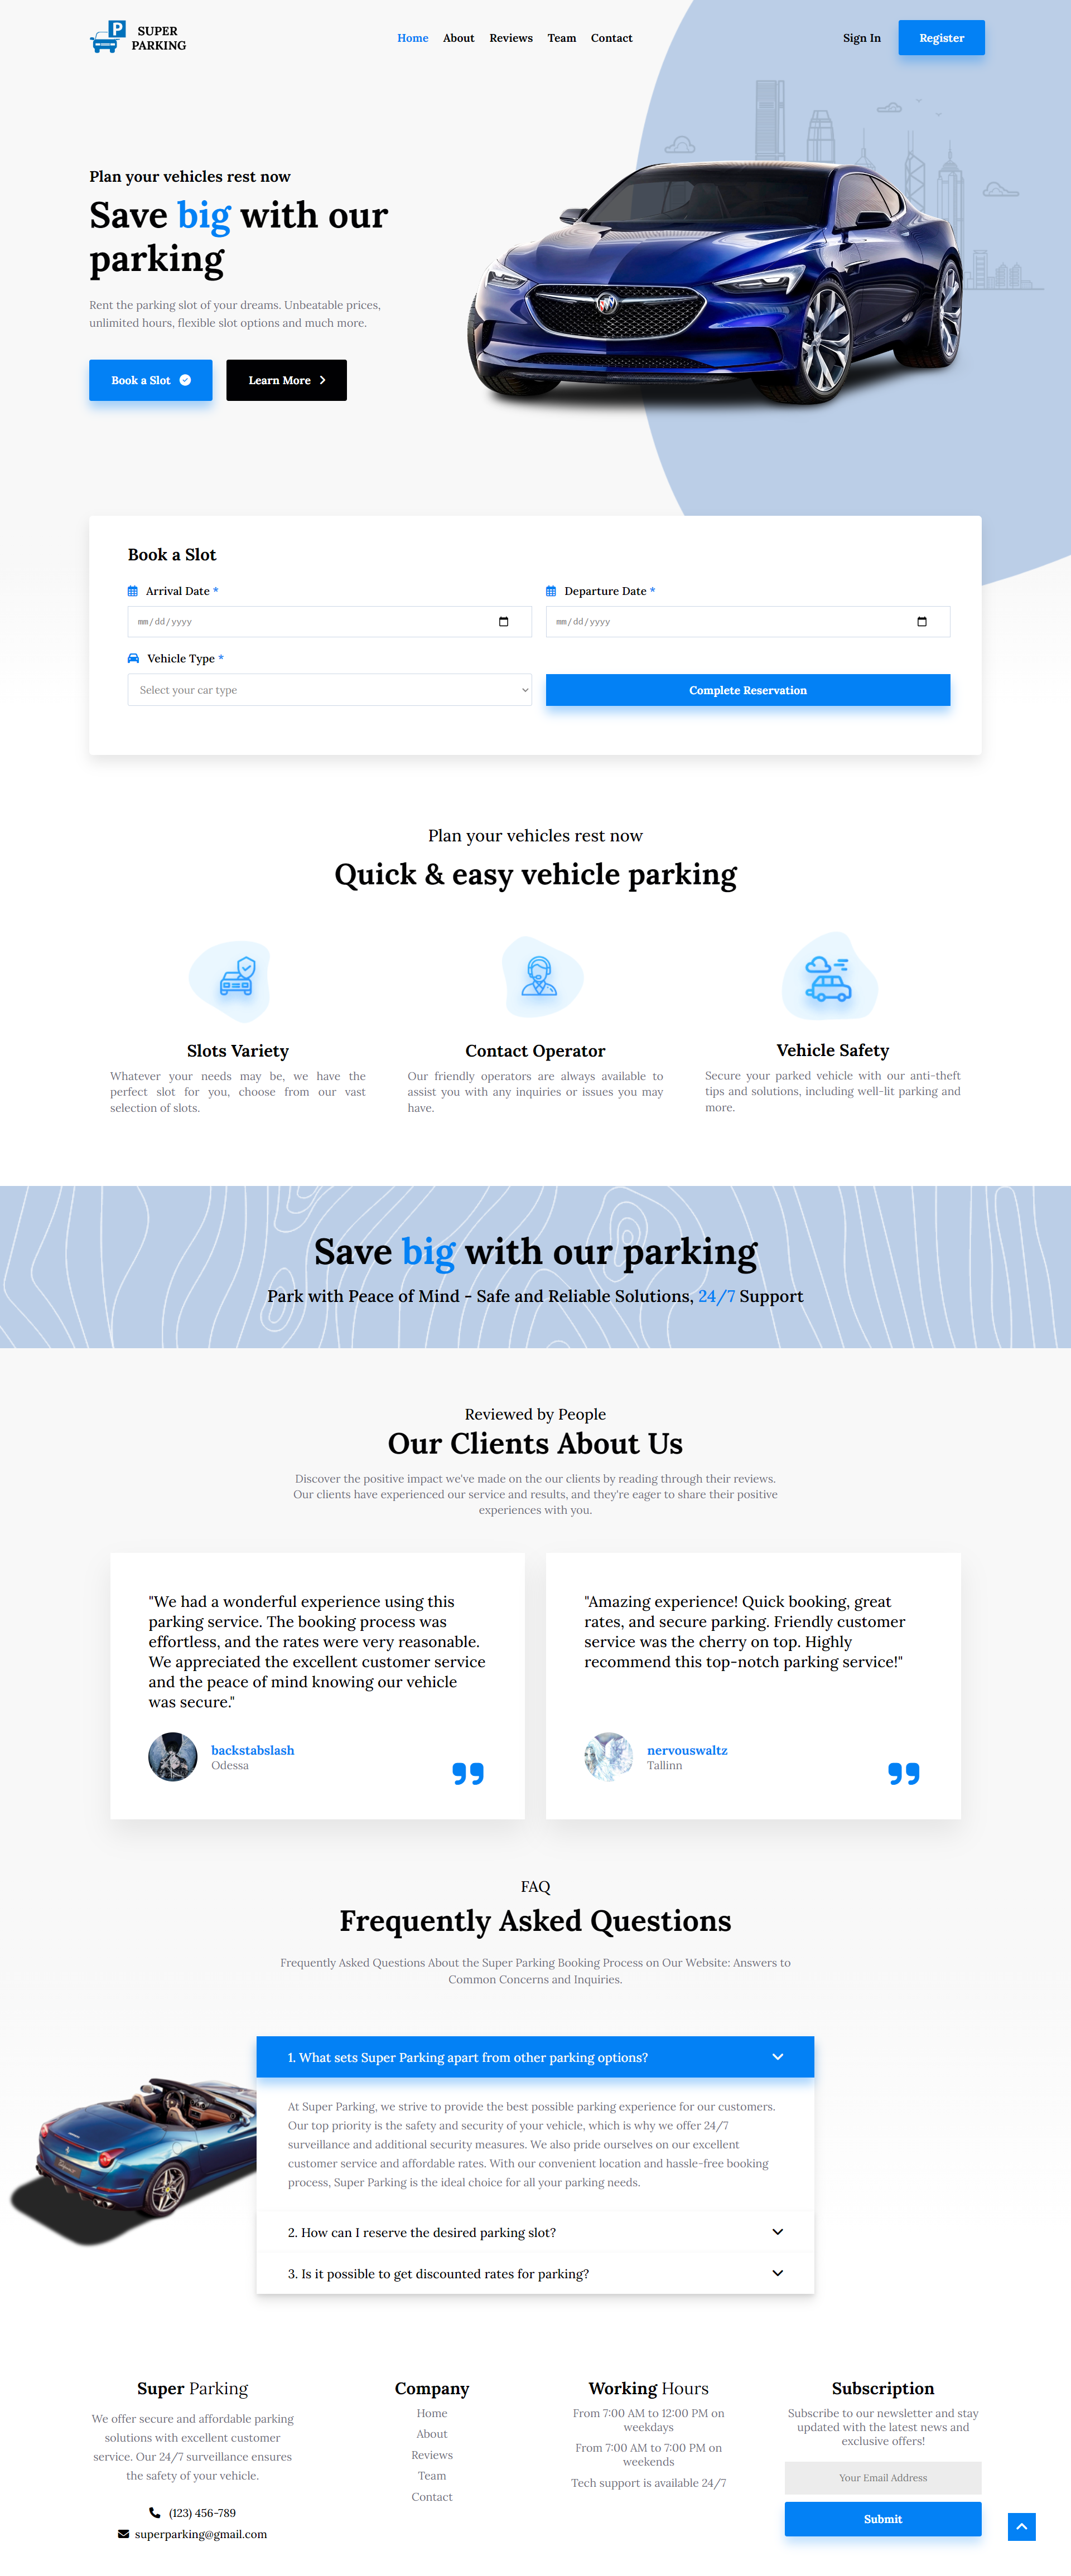 SUPER
PARKING
Home About Reviews Team Contact
Sign In Register
Plan your vehicles rest now
Save big with our
parking
Rent the parking slot of your dreams. Unbeatable prices,
unlimited hours, flexible slot options and much more.
Book a Slot Learn More
Book a Slot
Arrival Date * Departure Date *
mm/dd/yyyy mm/dd/yyyy
Vehicle Type *
Select your car type Complete Reservation
Plan your vehicles rest now
Quick & easy vehicle parking
Slots Variety
Whatever your needs may be, we have the
perfect slot for you, choose from our vast
selection of slots.
Contact Operator
Our friendly operators are always available to
assist you with any inquiries or issues you may
have.
Vehicle Safety
Secure your parked vehicle with our anti-theft
tips and solutions, including well-lit parking and
more.
Save big with our parking
Park with Peace of Mind - Safe and Reliable Solutions, 24/7 Support
Reviewed by People
Our Clients About Us
Discover the positive impact we've made on the our clients by reading through their reviews.
Our clients have experienced our service and results, and they're eager to share their positive
experiences with you.
"We had a wonderful experience using this
parking service. The booking process was
effortless, and the rates were very reasonable.
We appreciated the excellent customer service
and the peace of mind knowing our vehicle
was secure."
backstabslash
Odessa
"Amazing experience! Quick booking, great
rates, and secure parking. Friendly customer
service was the cherry on top. Highly
recommend this top-notch parking service!"
nervouswaltz
Tallinn
FAQ
Frequently Asked Questions
Frequently Asked Questions About the Super Parking Booking Process on Our Website: Answers to
Common Concerns and Inquiries.
1. What sets Super Parking apart from other parking options?
At Super Parking, we strive to provide the best possible parking experience for our customers.
Our top priority is the safety and security of your vehicle, which is why we offer 24/7
surveillance and additional security measures. We also pride ourselves on our excellent
customer service and affordable rates. With our convenient location and hassle-free booking
process, Super Parking is the ideal choice for all your parking needs.
2. How can I reserve the desired parking slot?
3. Is it possible to get discounted rates for parking?
Super Parking
We offer secure and affordable parking
solutions with excellent customer
service. Our 24/7 surveillance ensures
the safety of your vehicle.
(123) 456-789
superparking@gmail.com
Company
Home
About
Reviews
Team
Contact
Working Hours
From 7:00 AM to 12:00 PM on
weekdays
From 7:00 AM to 7:00 PM on
weekends
Tech support is available 24/7
Subscription
Subscribe to our newsletter and stay
updated with the latest news and
exclusive offers!
Your Email Address
Submit